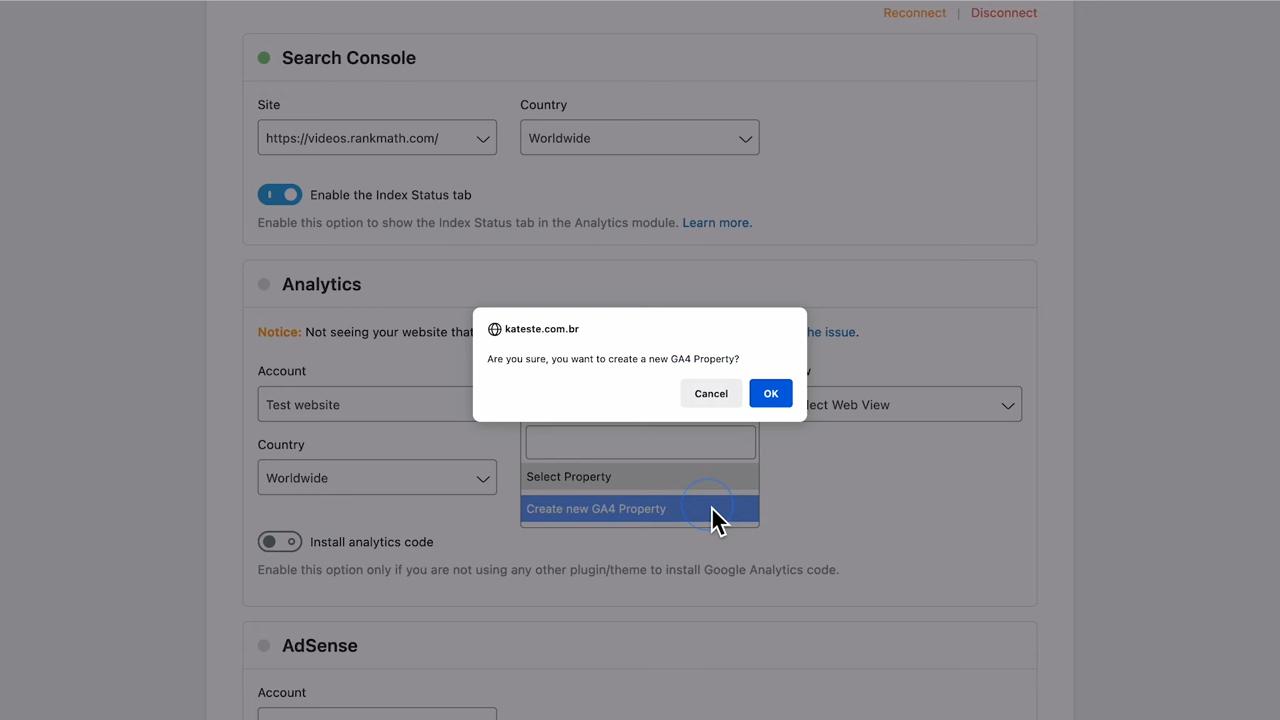 Reconnect | Disconnect
Search Console
Site
Country
https://videos.rankmath.com/
Worldwide
Enable the Index Status tab
Enable this option to show the Index Status tab in the Analytics module. Learn more.
Analytics
Notice: Not seeing your website
he issue.
kateste.com.br
Are you sure, you want to create a new GA4 Property?
Cancel
OK
Account
Test website
lect Web View
Country
Worldwide
Select Property
Create new GA4 Property
Install analytics code
Enable this option only if you are not using any other plugin/theme to install Google Analytics code.
AdSense
Account